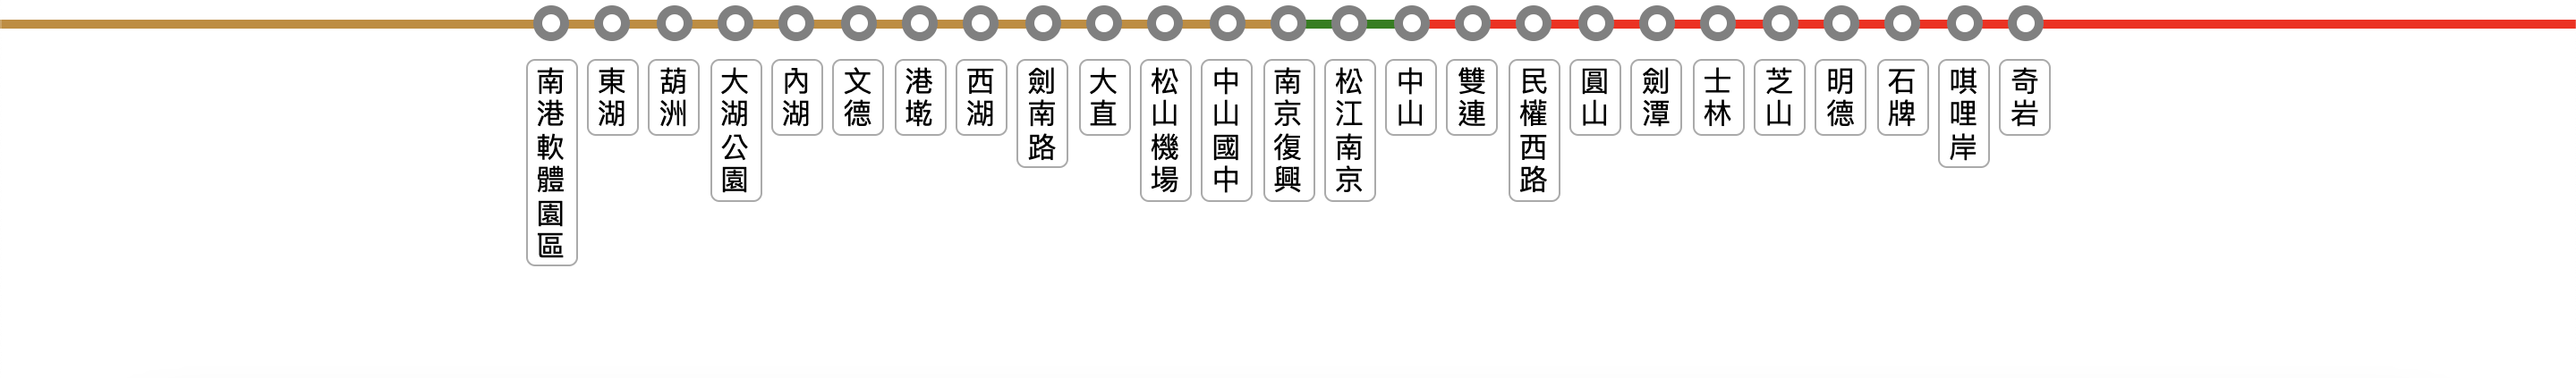 南港軟體園區
東湖
葫洲
大湖公園
內湖
文德
港墘
西湖
劍南路
大直
松山機場
中山國中
南京復興
松江南京
中山
雙連
民權西路
圓山
劍潭
士林
芝山
明德
石牌
唭哩岸
奇岩